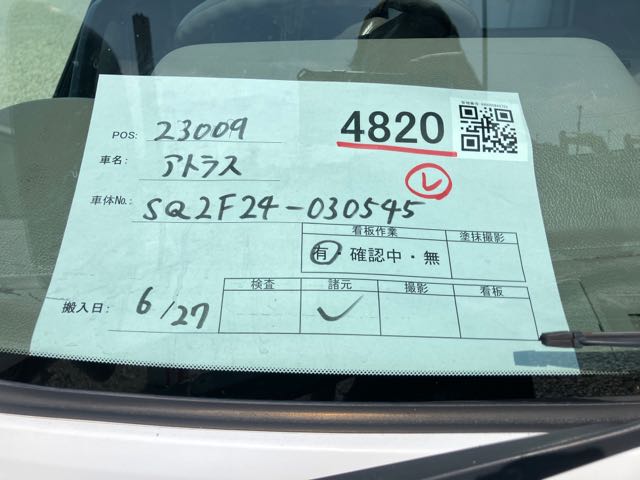 POS: 23009
4820
車名: アトラス
レ
車体No.: SQ2F24-030545
看板作業 塗抹撮影
有・確認中・無
検査 諸元 撮影 看板
搬入日: 6/27 ✓